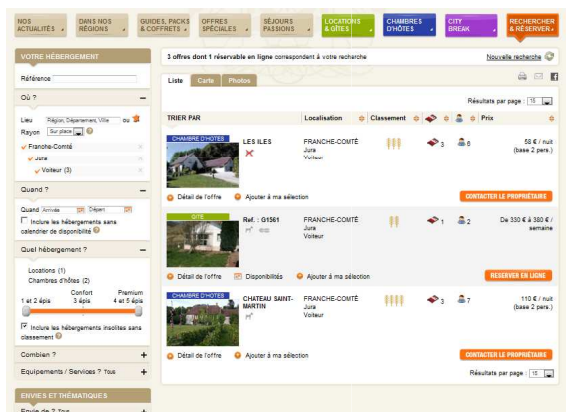 NOS
ACTUALITÉS
DANS NOS
RÉGIONS
GUIDES, PACKS
& COFFRETS
OFFRES
SPÉCIALES
SÉJOURS
PASSIONS
LOCATIONS
& GÎTES
CHAMBRES
D'HÔTES
CITY
BREAK
RECHERCHER
& RÉSERVER
VOTRE HÉBERGEMENT
Référence
Où ?
Lieu Région, Département, Ville ou
Rayon Sur place
Franche-Comté
Jura
Voiteur (3)
Quand ?
Quand Arrivée Départ
Inclure les hébergements sans
calendrier de disponibilité
Quel hébergement ?
Locations (1)
Chambres d'hôtes (2)
Confort Premium
1 et 2 épis 3 épis 4 et 5 épis
Inclure les hébergements insolites sans
classement
Combien ?
Equipements / Services ? Tous
ENVIES ET THÉMATIQUES
Envie de ? Tous
3 offres dont 1 réservable en ligne correspondent à votre recherche
Nouvelle recherche
Liste Carte Photos
Résultats par page : 15
TRIER PAR Localisation Classement Prix
CHAMBRE D'HOTES
LES ILES
FRANCHE-COMTÉ
Jura
Voiteur
3 6
58 € / nuit
(base 2 pers.)
Détail de l'offre Ajouter à ma sélection
CONTACTER LE PROPRIÉTAIRE
GITE
Ref. : G1561
FRANCHE-COMTÉ
Jura
Voiteur
1 2
De 330 € à 380 € /
semaine
Détail de l'offre Disponibilités Ajouter à ma sélection
RESERVER EN LIGNE
CHAMBRE D'HOTES
CHATEAU SAINT-
MARTIN
FRANCHE-COMTÉ
Jura
Voiteur
3 7
110 € / nuit
(base 2 pers.)
Détail de l'offre Ajouter à ma sélection
CONTACTER LE PROPRIÉTAIRE
Résultats par page : 15